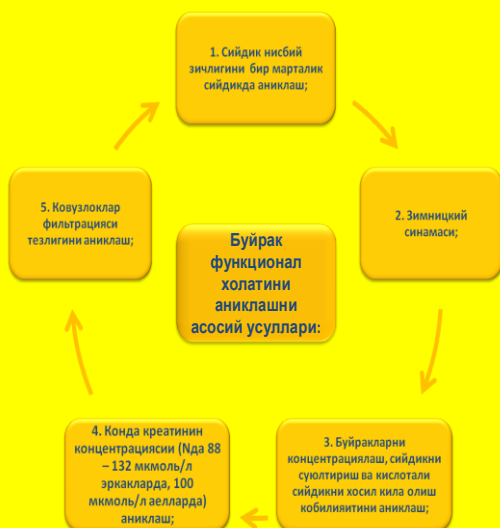 1. Сийдик нисбий
зичлигини бир марталик
сийдикда аниклаш;
2. Зимницкий
синамаси;
3. Буйракларни
концентрациялаш, сийдикни
суюлтириш ва кислотали
сийдикни хосил кила олиш
кобилияитини аниклаш;
4. Конда креатинин
концентрациясии (Nда 88
– 132 мкмоль/л
эркакларда, 100
мкмоль/л аелларда)
аниклаш;
5. Ковузлоклар
фильтрацияси
тезлигини аниклаш;
Буйрак
функционал
холатини
аниклашни
асосий усуллари: